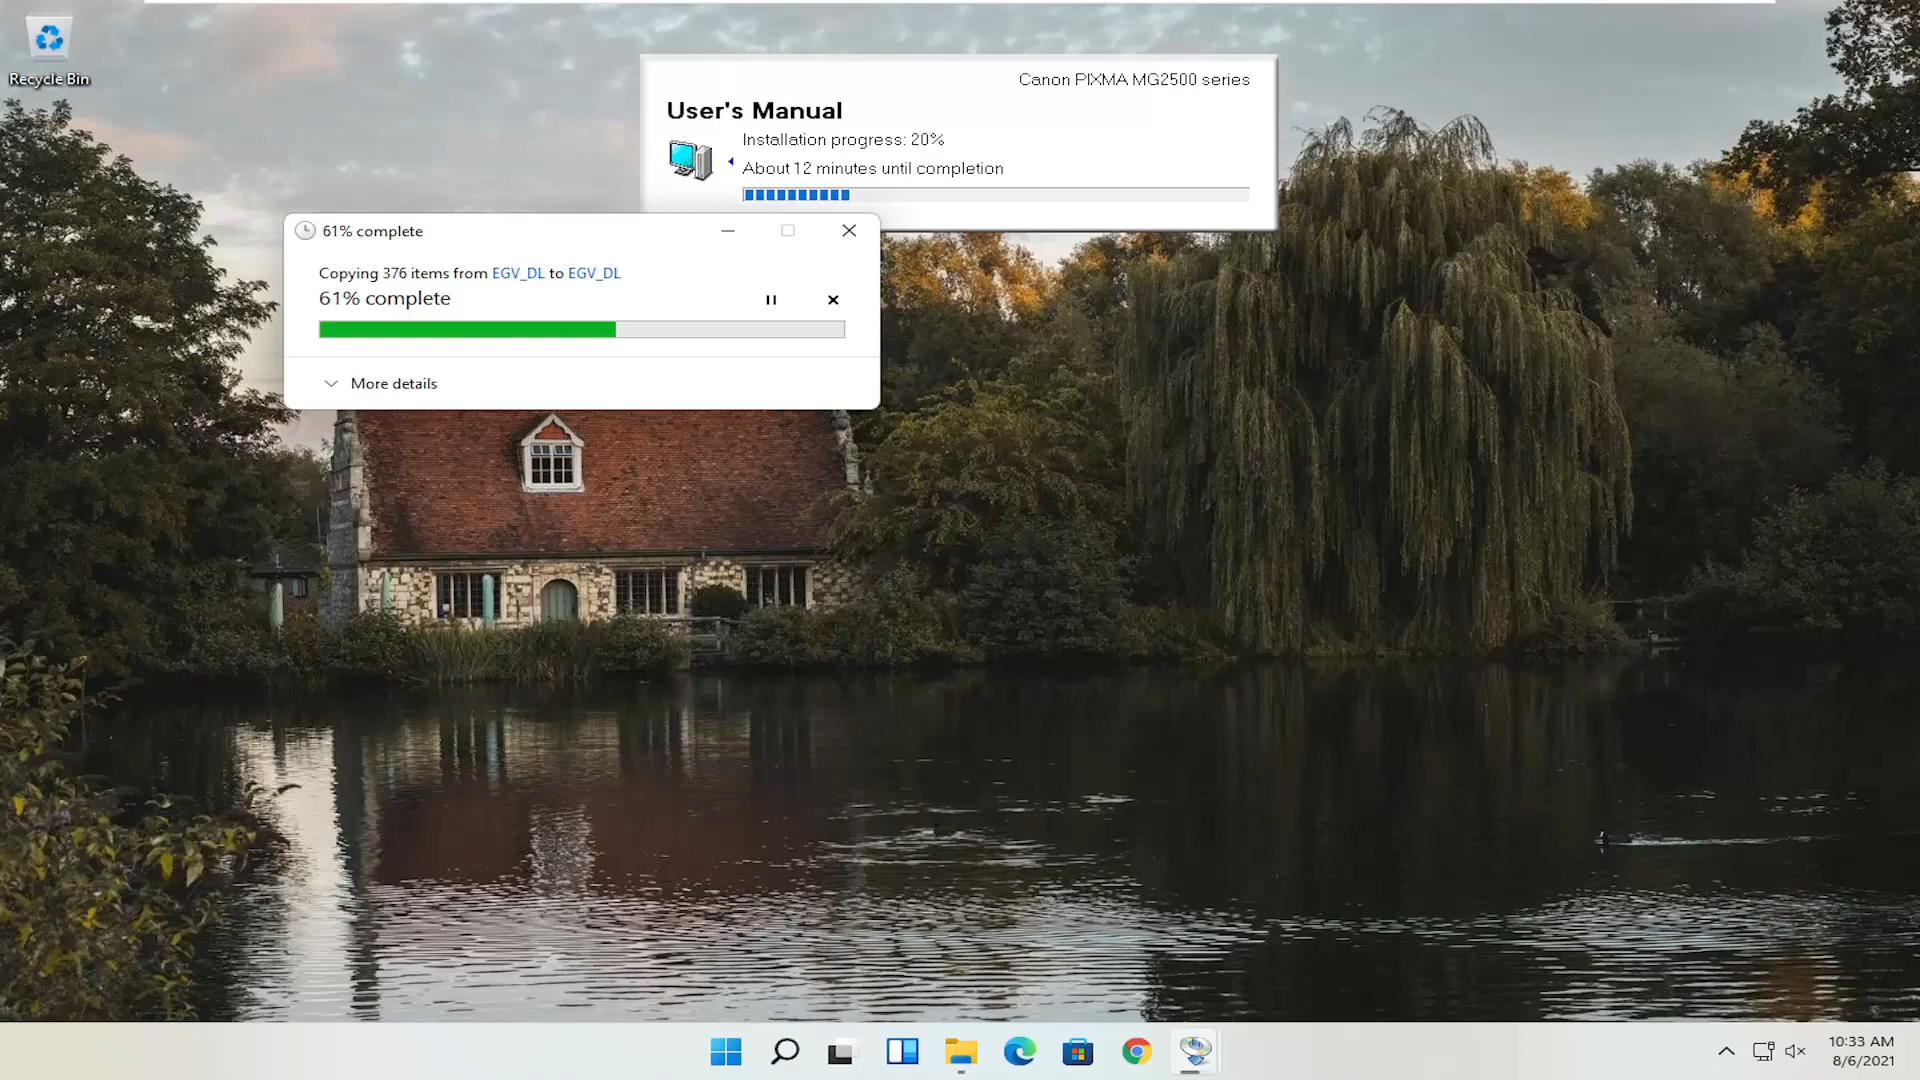 Recycle Bin
Canon PIXMA MG2500 series
User's Manual
Installation progress: 20%
About 12 minutes until completion
61% complete
Copying 376 items from EGV_DL to EGV_DL
61% complete
More details
10:33 AM
8/6/2021